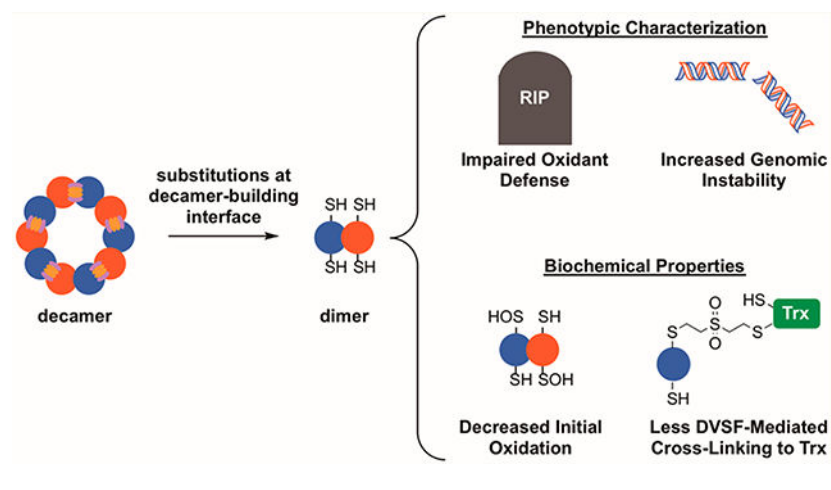 Phenotypic Characterization
RIP
Impaired Oxidant
Defense
Increased Genomic
Instability
substitutions at
decamer-building
interface
decamer
SH SH
SH SH
dimer
Biochemical Properties
HOS SH
SH SOH
Decreased Initial
Oxidation
HS
Trx
O
S
S
S
O
SH
Less DVSF-Mediated
Cross-Linking to Trx